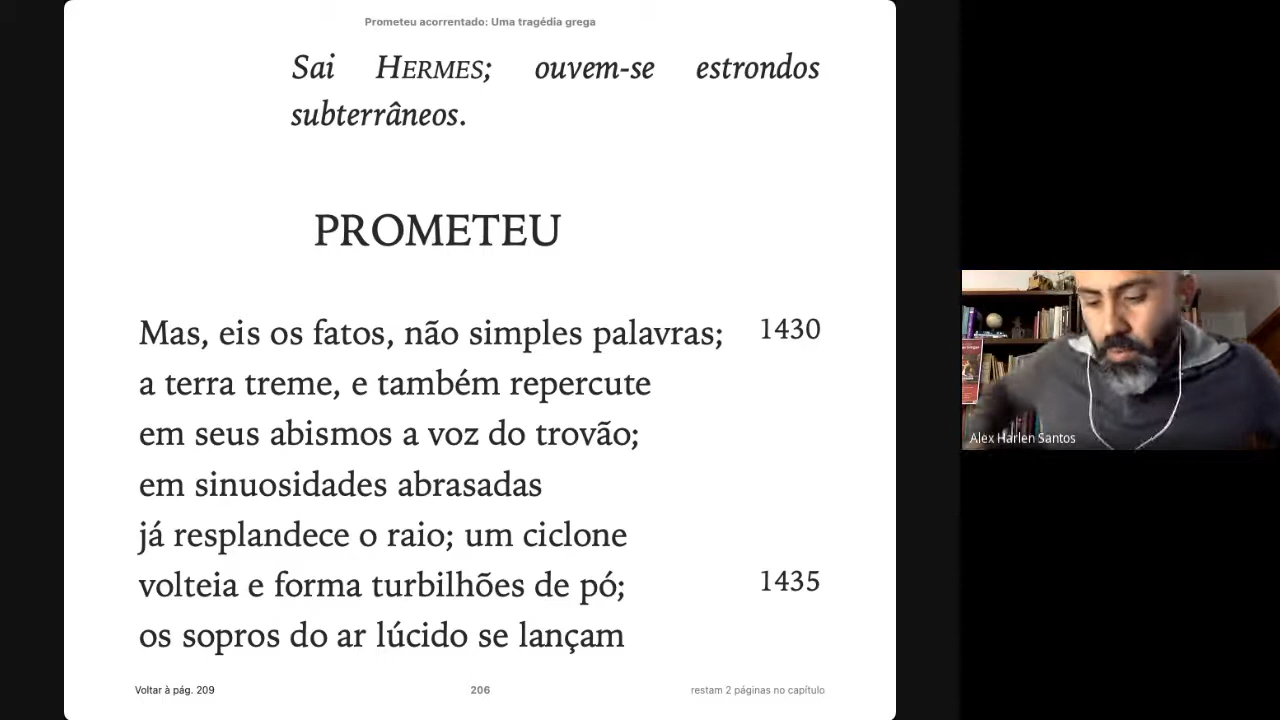 Prometeu acorrentado: Uma tragédia grega
Sai HERMES; ouvem-se estrondos
subterrâneos.
PROMETEU
Mas, eis os fatos, não simples palavras; 1430
a terra treme, e também repercute
em seus abismos a voz do trovão;
em sinuosidades abrasadas
já resplandece o raio; um ciclone
volteia e forma turbilhões de pó; 1435
os sopros do ar lúcido se lançam
Voltar à pág. 209 206 restam 2 páginas no capítulo
Alex Harlen Santos